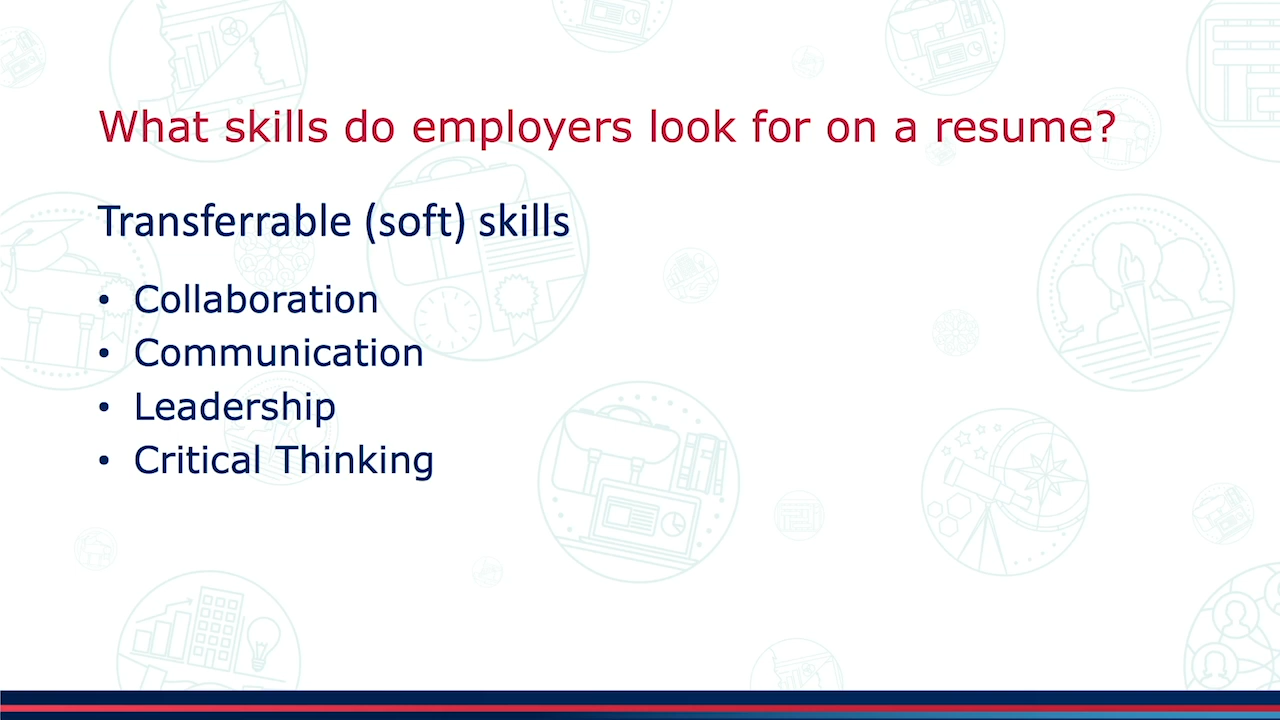 What skills do employers look for on a resume?
Transferrable (soft) skills
• Collaboration
• Communication
• Leadership
• Critical Thinking